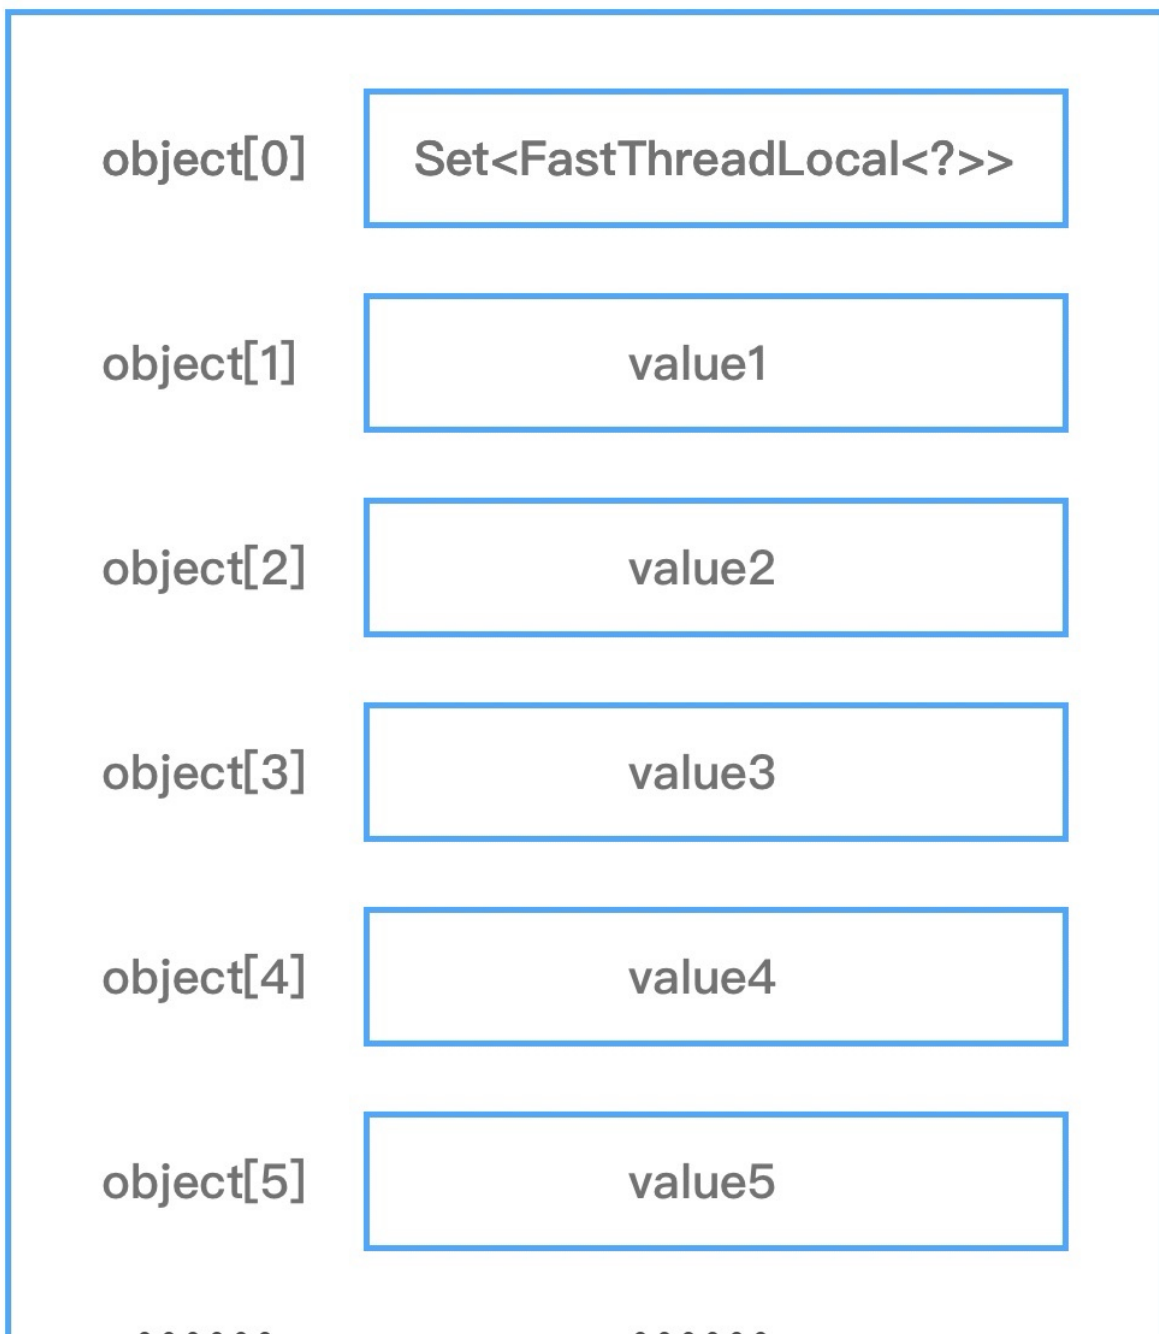 object[0] Set<FastThreadLocal<?>>
object[1] value1
object[2] value2
object[3] value3
object[4] value4
object[5] value5
...... ......